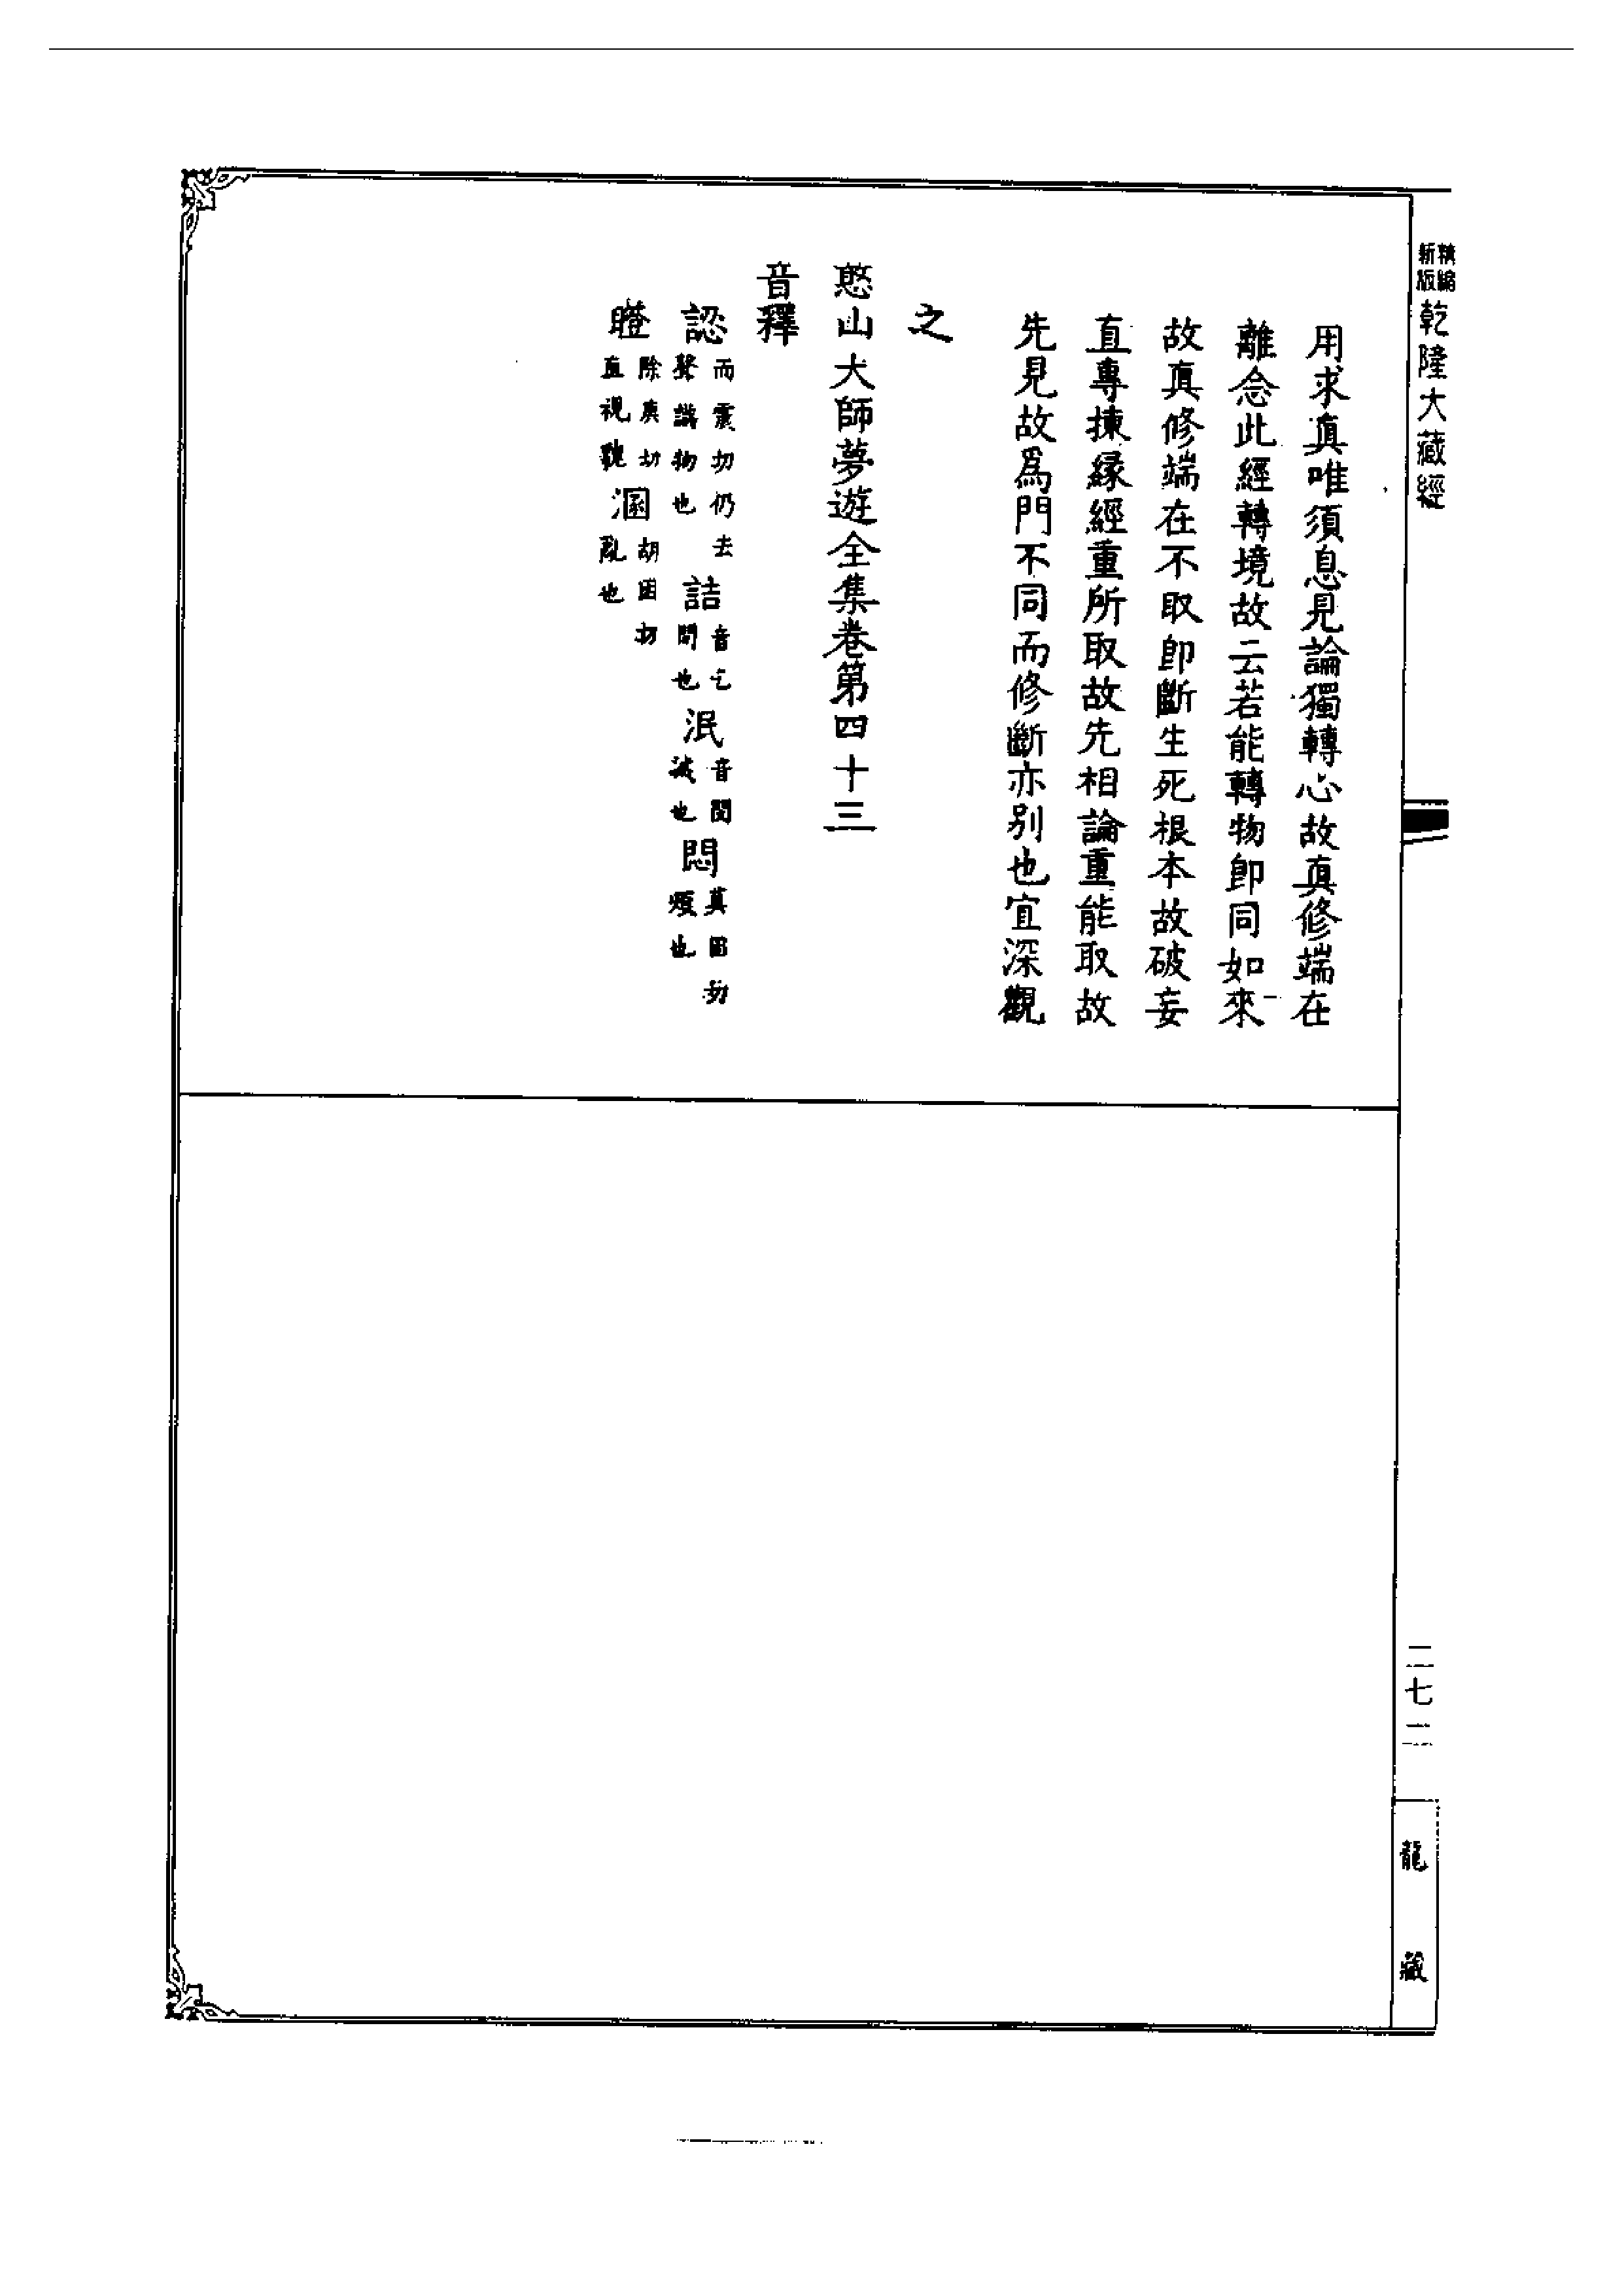 新編
精版
乾隆大藏經
用求真唯須息見論獨轉心故真修端在
離念此經轉境故云若能轉物卽同如來
故真修端在不取卽斷生死根本故破妄
直專揀緣經重所取故先相論重能取故
先見故爲門不同而修斷亦別也宜深觀
之
憨山大師夢遊全集卷第四十三
音釋
認 而震切仍去聲識物也 詰 音乞問也 泯 音閔滅也 悶 莫困切煩也
瞪 除庚切直視貌 溷 胡困切亂也
二七二
龍藏